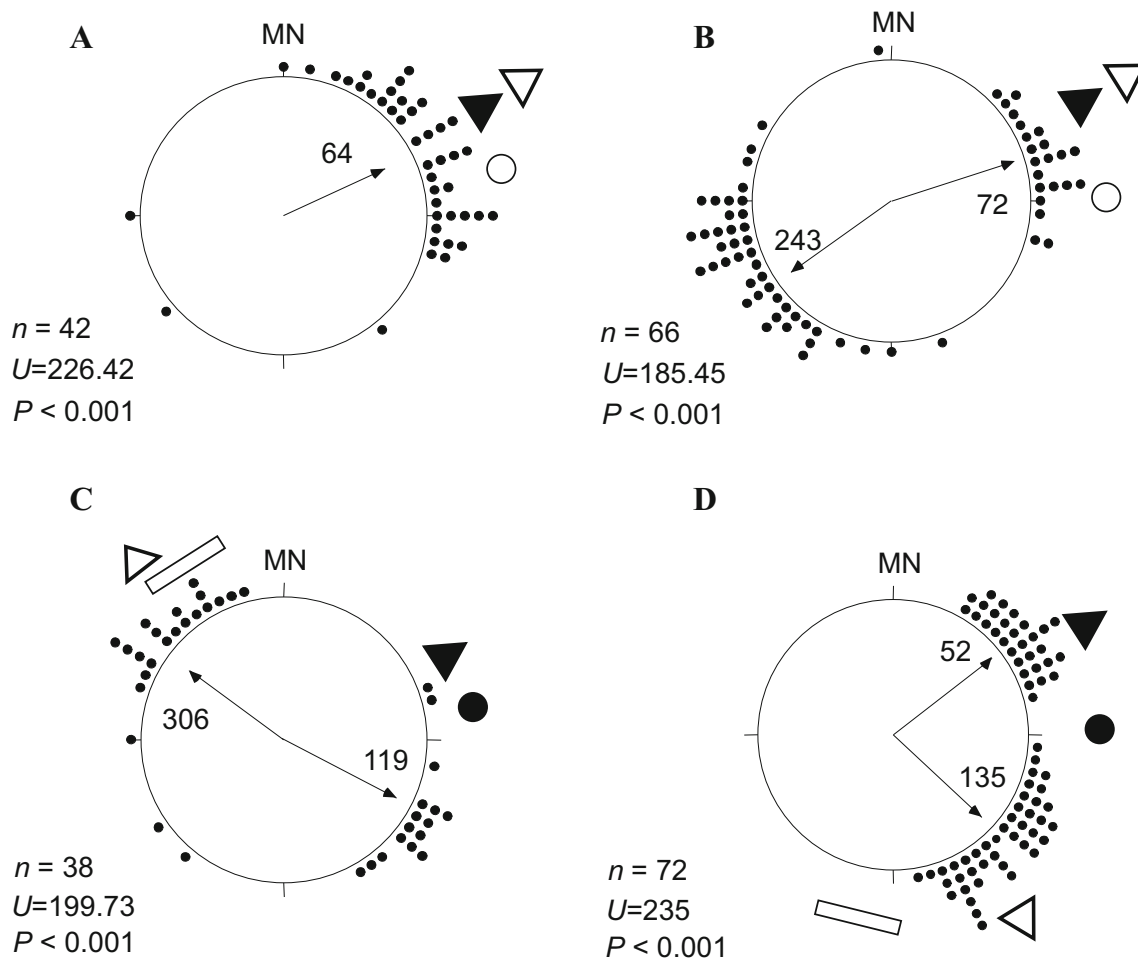 A
MN
64
n = 42
U=226.42
P < 0.001
B
MN
72
243
n = 66
U=185.45
P < 0.001
C
MN
306
119
n = 38
U=199.73
P < 0.001
D
MN
52
135
n = 72
U=235
P < 0.001